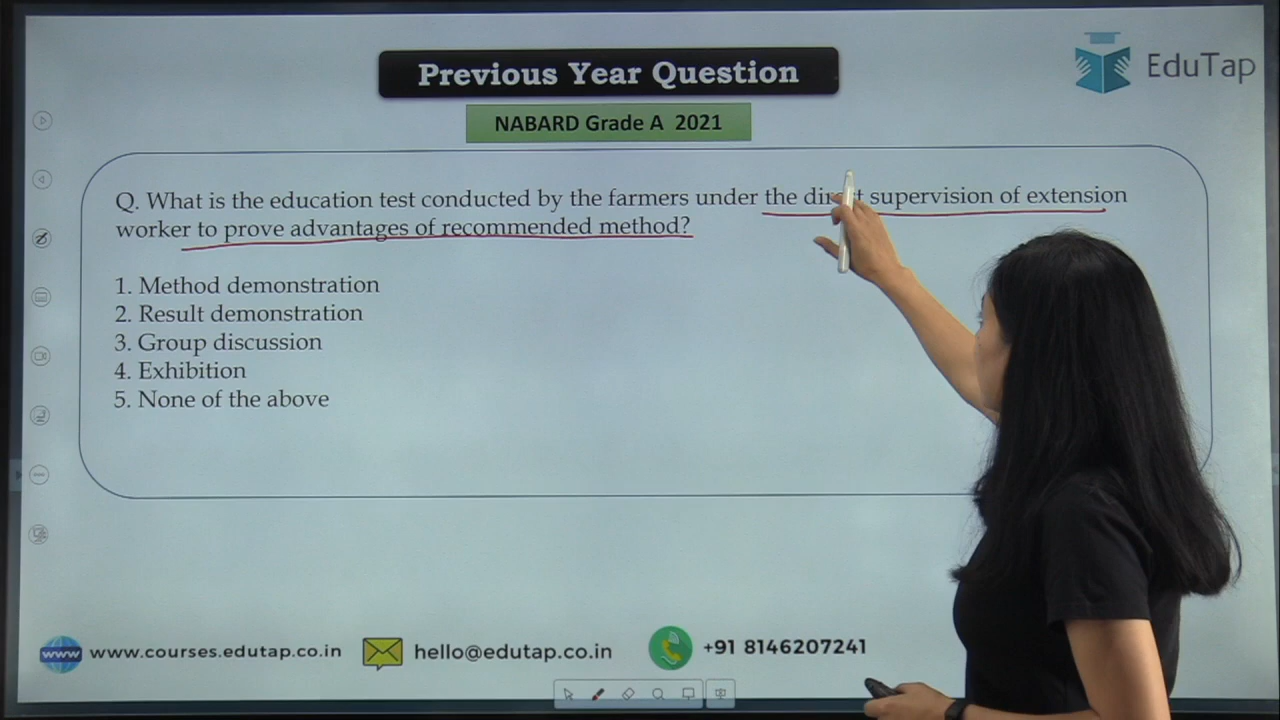 Previous Year Question
EduTap
NABARD Grade A 2021
Q. What is the education test conducted by the farmers under the supervision of extension
worker to prove advantages of recommended method?
1. Method demonstration
2. Result demonstration
3. Group discussion
4. Exhibition
5. None of the above
www
www.courses.edutap.co.in
hello@edutap.co.in
+91 8146207241